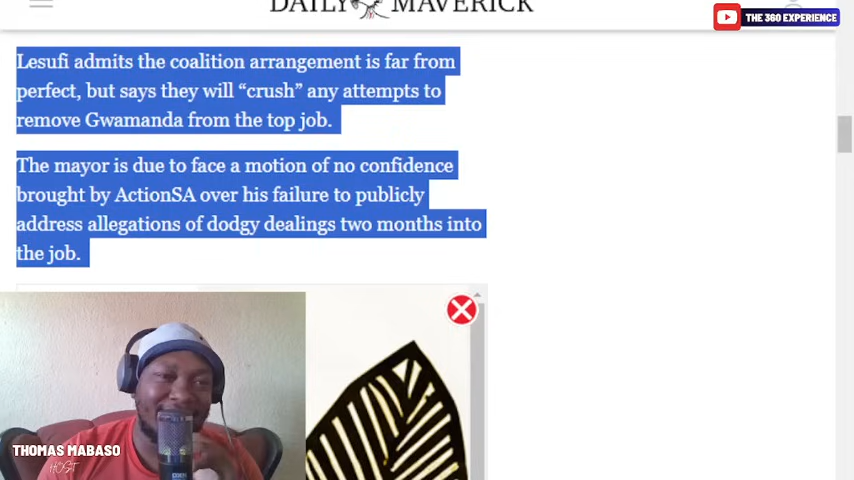 DAILY MAVERICK
THE 360 EXPERIENCE
Lesufi admits the coalition arrangement is far from
perfect, but says they will “crush” any attempts to
remove Gwamanda from the top job.
The mayor is due to face a motion of no confidence
brought by ActionSA over his failure to publicly
address allegations of dodgy dealings two months into
the job.
THOMAS MABASO
HOST